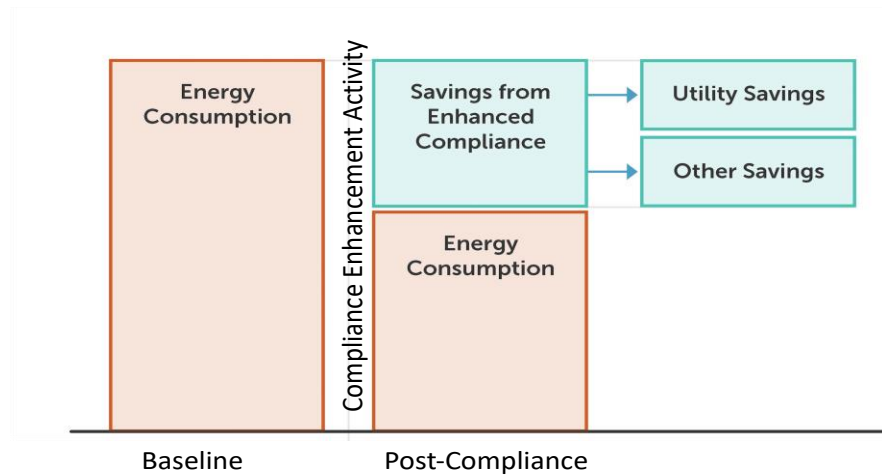 Energy
Consumption
Compliance Enhancement Activity
Savings from
Enhanced
Compliance
Utility Savings
Other Savings
Energy
Consumption
Baseline
Post-Compliance